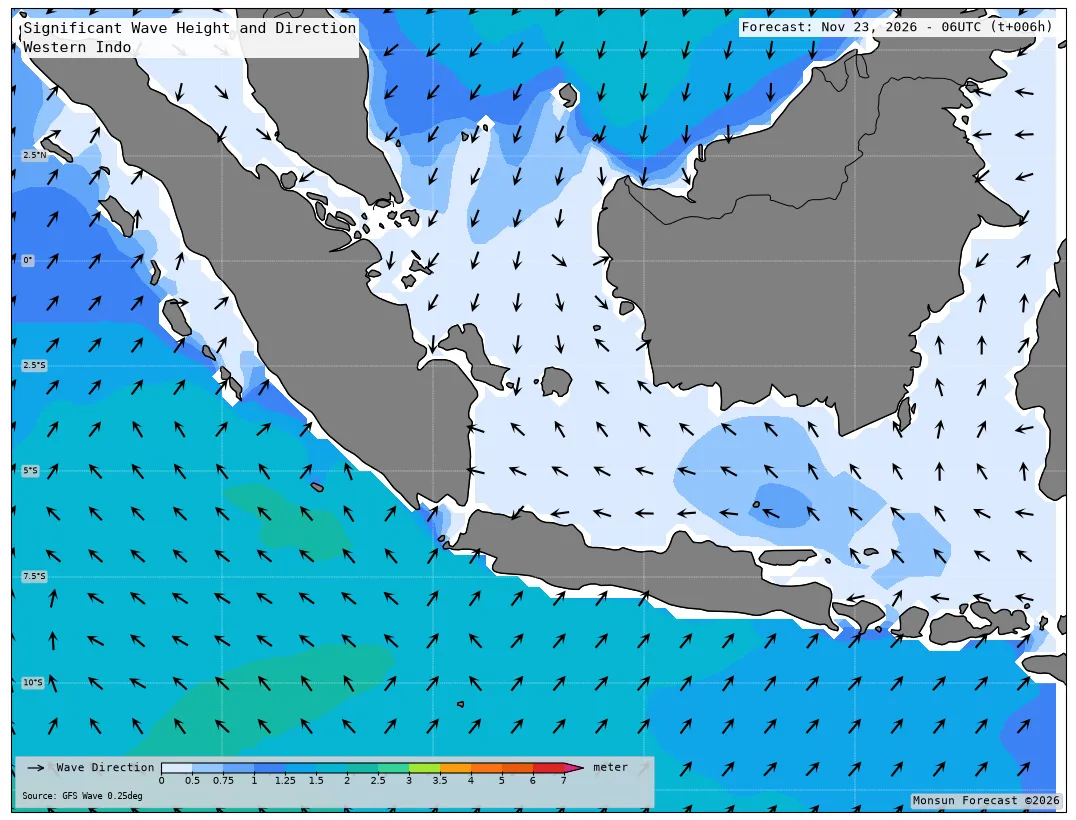 Significant Wave Height and Direction
Western Indo
Forecast: Nov 23, 2026 - 06UTC (t+006h)
2.5°N
0°
2.5°S
5°S
7.5°S
10°S
Wave Direction
0 0.5 0.75 1 1.25 1.5 2 2.5 3 3.5 4 5 6 7
meter
Source: GFS Wave 0.25deg
Monsun Forecast ©2026